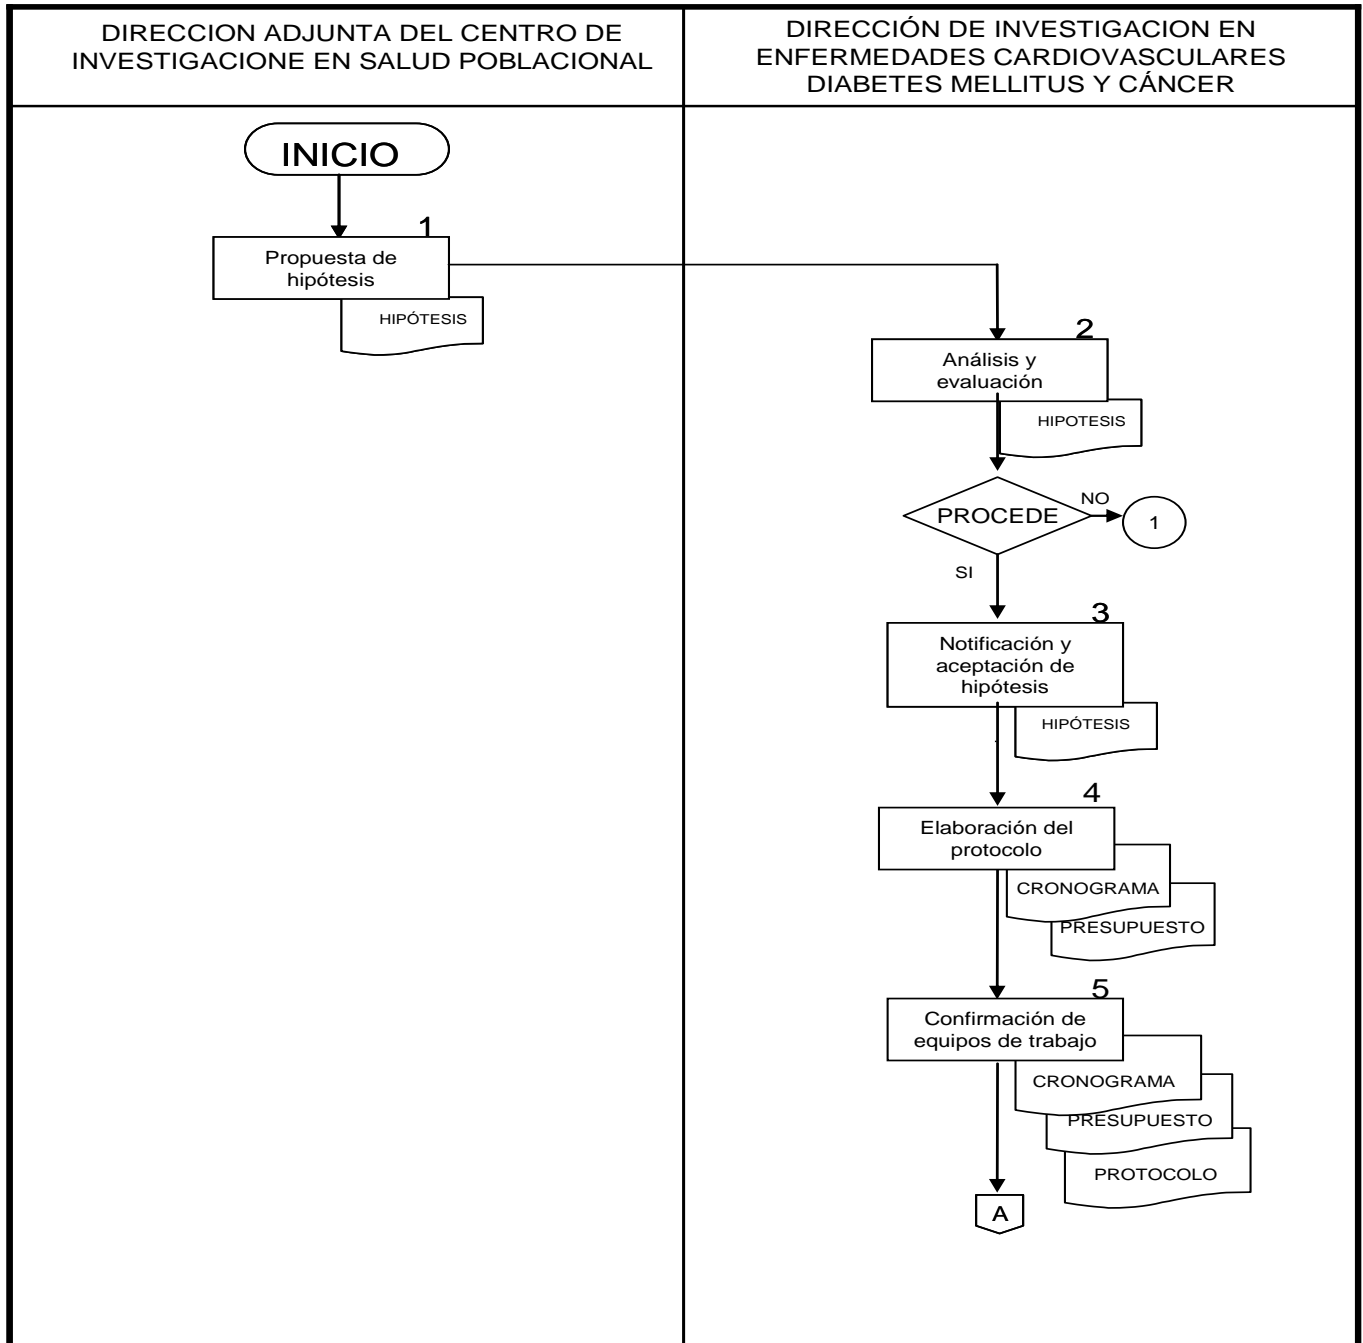 DIRECCION ADJUNTA DEL CENTRO DE
INVESTIGACIONE EN SALUD POBLACIONAL
DIRECCIÓN DE INVESTIGACION EN
ENFERMEDADES CARDIOVASCULARES
DIABETES MELLITUS Y CÁNCER
INICIO
1
Propuesta de
hipótesis
HIPÓTESIS
2
Análisis y
evaluación
HIPOTESIS
PROCEDE
NO
1
SI
3
Notificación y
aceptación de
hipótesis
HIPÓTESIS
4
Elaboración del
protocolo
CRONOGRAMA
PRESUPUESTO
5
Confirmación de
equipos de trabajo
CRONOGRAMA
PRESUPUESTO
PROTOCOLO
A